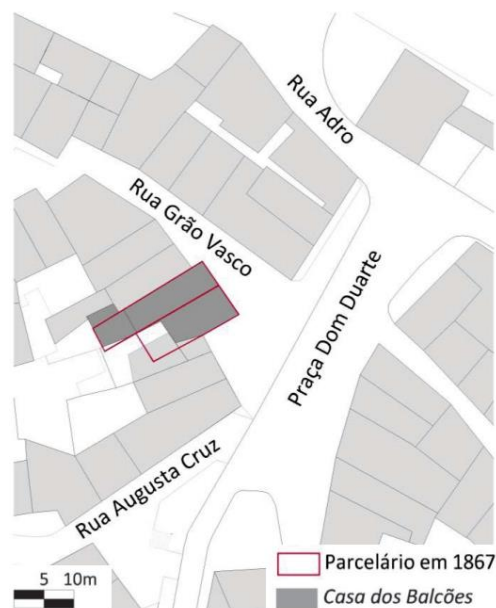 Rua Adro
Rua Grão Vasco
Praça Dom Duarte
Rua Augusta Cruz
5 10m
Parcelário em 1867
Casa dos Balcões